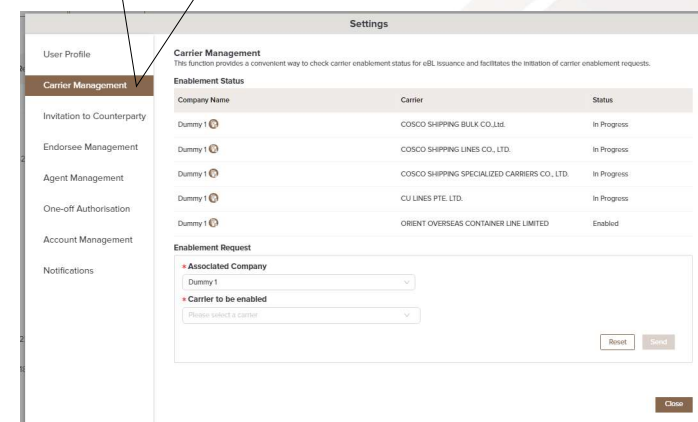 Settings
User Profile
Carrier Management
Invitation to Counterparty
Endorsee Management
Agent Management
One-off Authorisation
Account Management
Notifications
Carrier Management
This function provides a convenient way to check carrier enablement status for eBL issuance and facilitates the initiation of carrier enablement requests.
Enablement Status
Company Name Carrier Status
Dummy 1 COSCO SHIPPING BULK CO.,Ltd. In Progress
Dummy 1 COSCO SHIPPING LINES CO., LTD. In Progress
Dummy 1 COSCO SHIPPING SPECIALIZED CARRIERS CO., LTD. In Progress
Dummy 1 CU LINES PTE. LTD. In Progress
Dummy 1 ORIENT OVERSEAS CONTAINER LINE LIMITED Enabled
Enablement Request
* Associated Company
Dummy 1
* Carrier to be enabled
Please select a carrier
Reset Send
Close